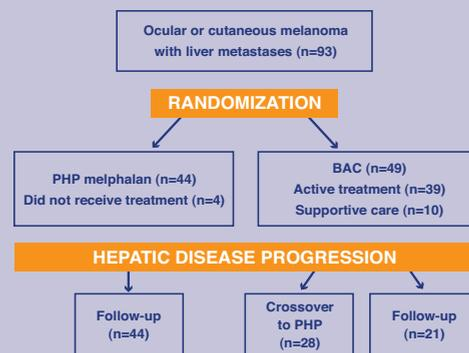 Ocular or cutaneous melanoma
with liver metastases (n=93)
RANDOMIZATION
PHP melphalan (n=44)
Did not receive treatment (n=4)
BAC (n=49)
Active treatment (n=39)
Supportive care (n=10)
HEPATIC DISEASE PROGRESSION
Follow-up
(n=44)
Crossover
to PHP
(n=28)
Follow-up
(n=21)